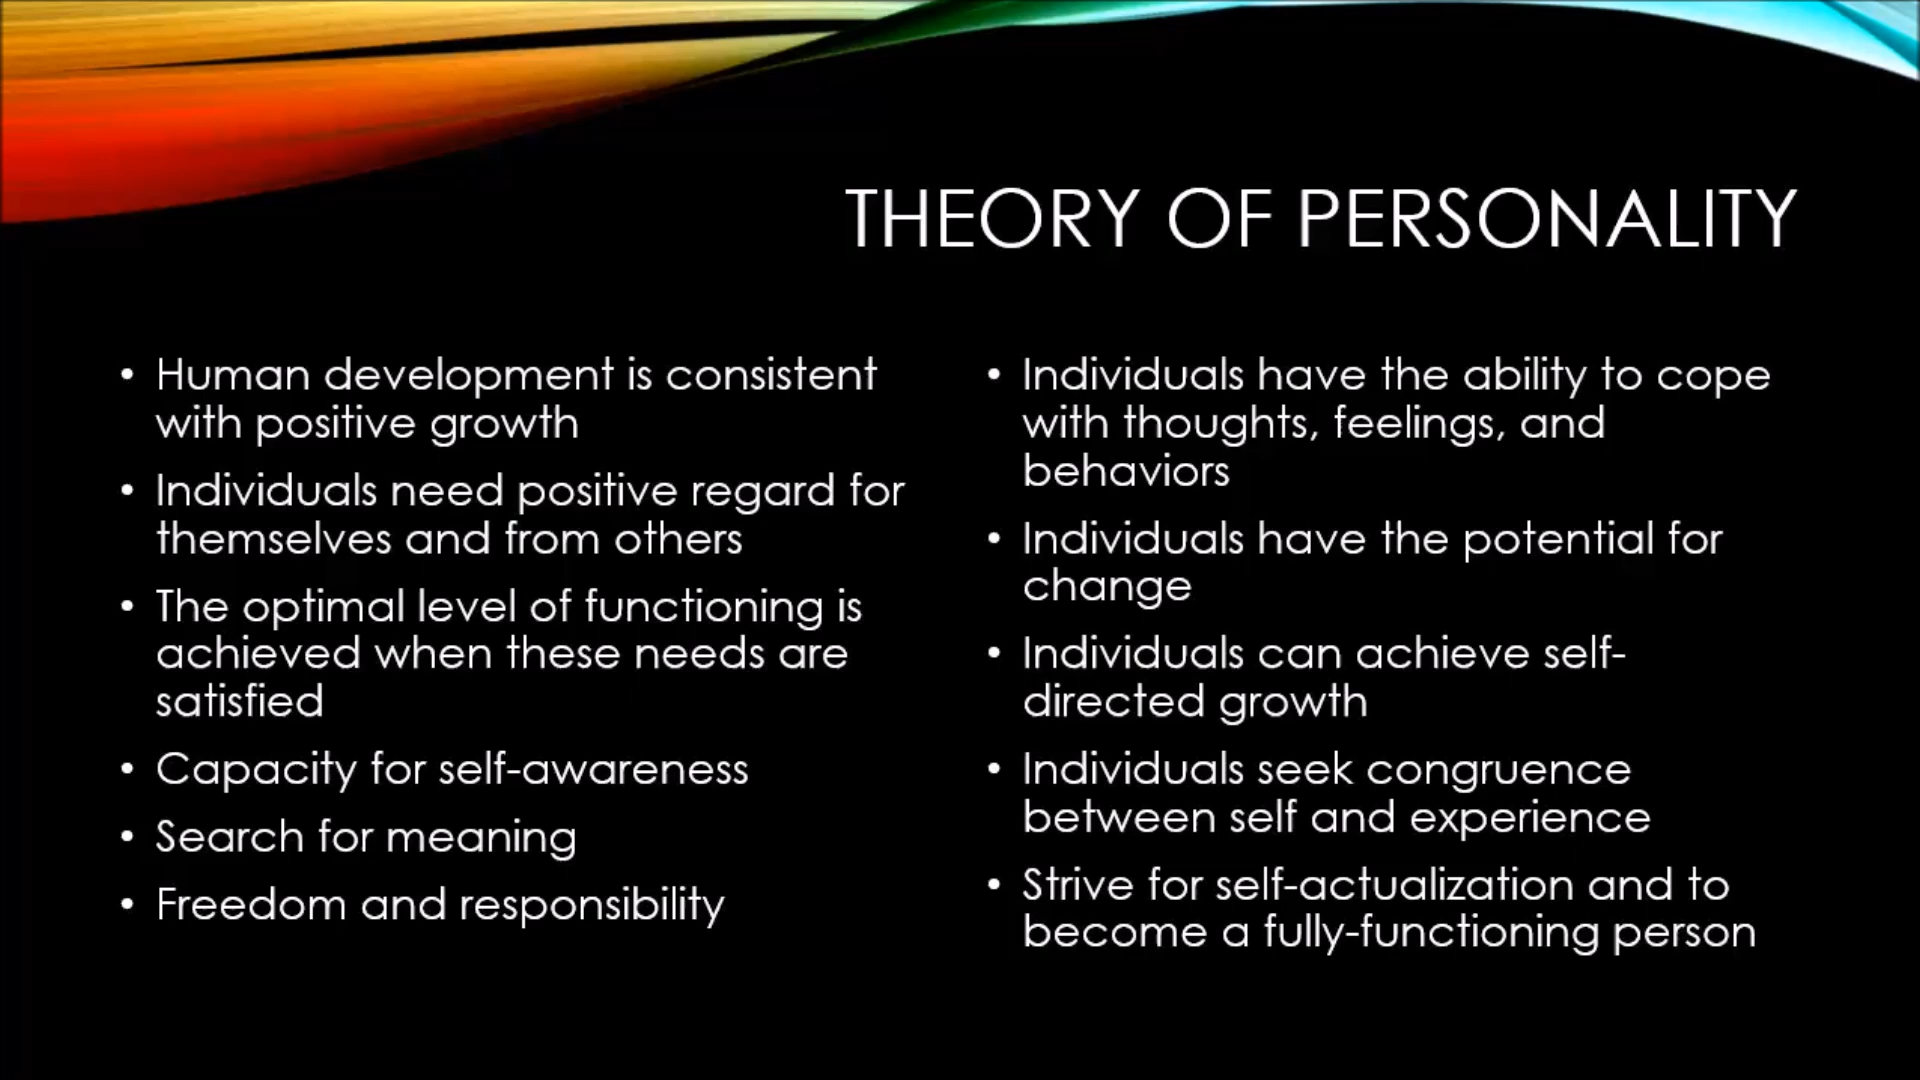 THEORY OF PERSONALITY
• Human development is consistent
with positive growth
• Individuals need positive regard for
themselves and from others
• The optimal level of functioning is
achieved when these needs are
satisfied
• Capacity for self-awareness
• Search for meaning
• Freedom and responsibility
• Individuals have the ability to cope
with thoughts, feelings, and
behaviors
• Individuals have the potential for
change
• Individuals can achieve self-
directed growth
• Individuals seek congruence
between self and experience
• Strive for self-actualization and to
become a fully-functioning person